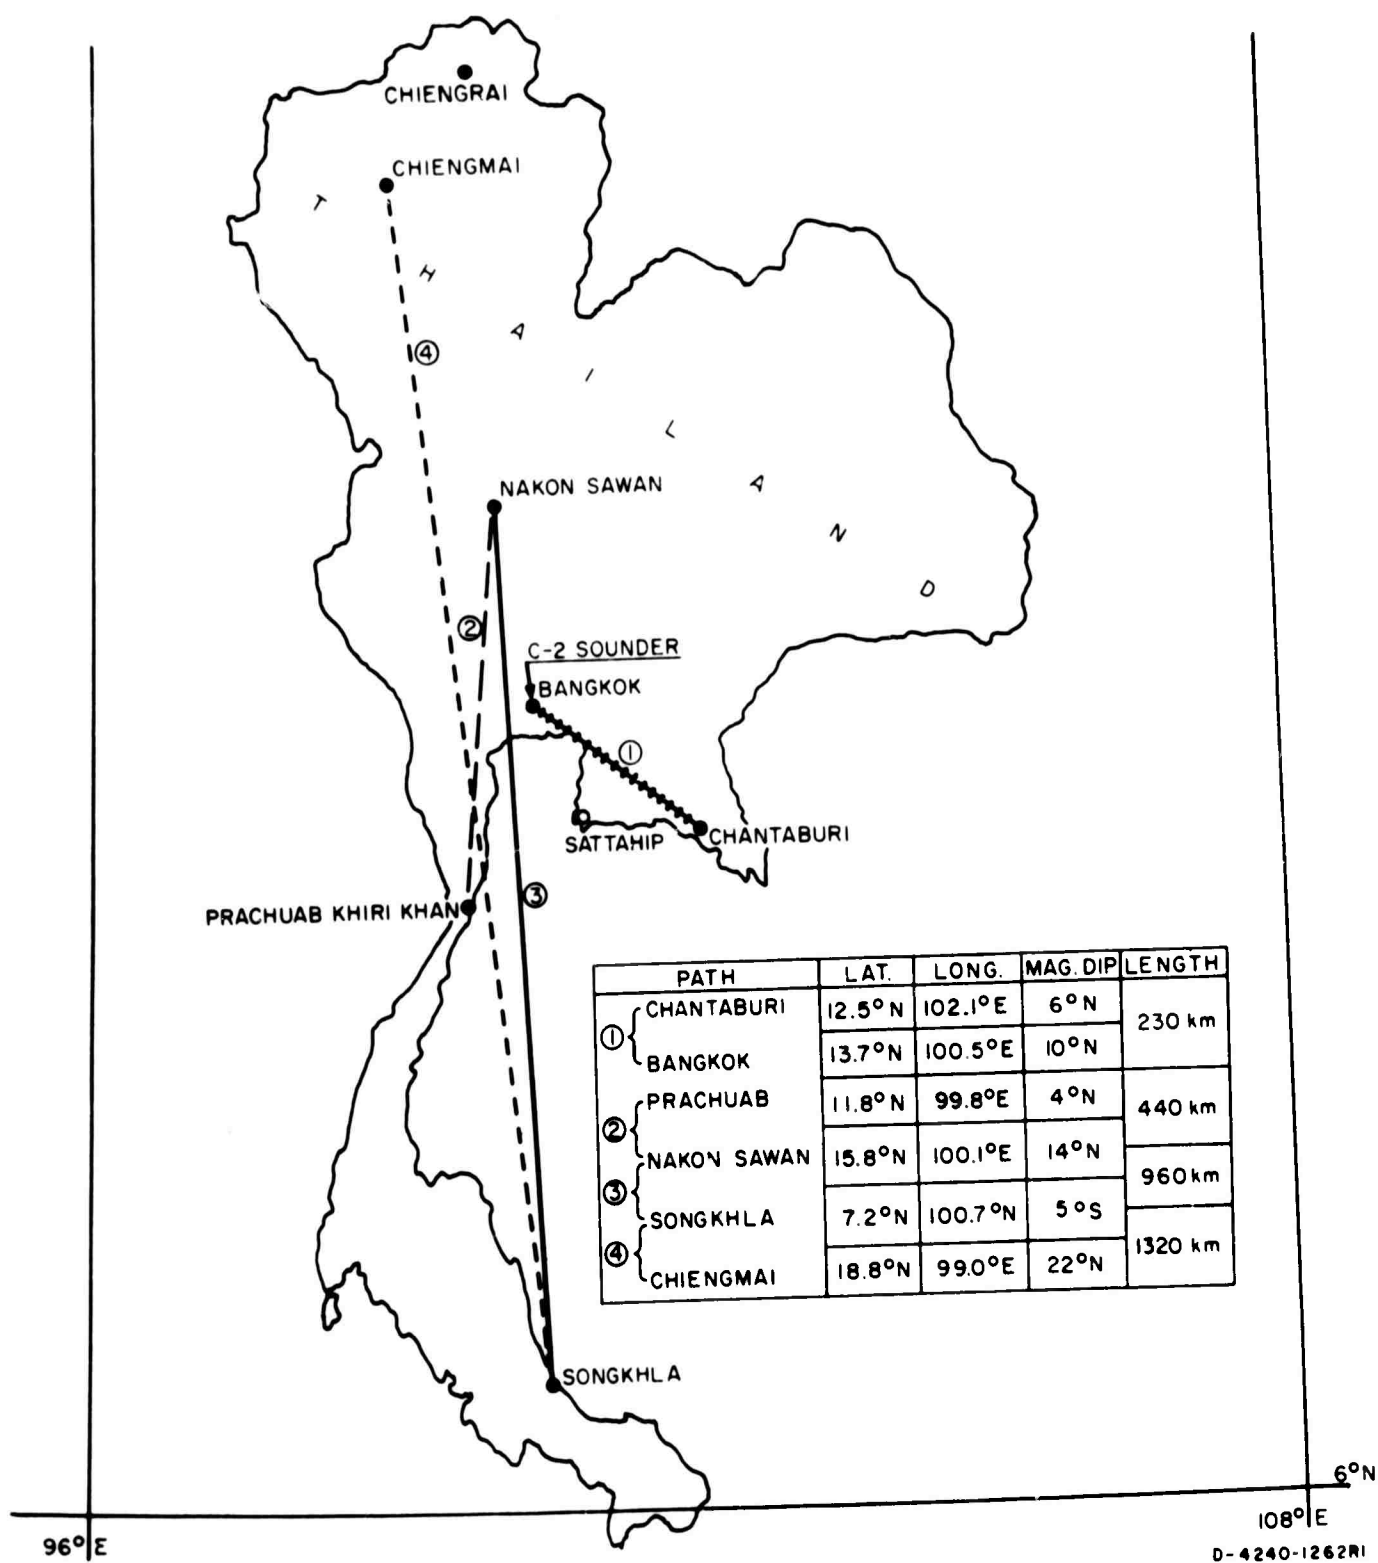 CHIENGRAI
CHIENGMAI
T H A I L A N D
4
NAKON SAWAN
2
C-2 SOUNDER
BANGKOK
1
SATTAHIP
CHANTABURI
3
PRACHUAB KHIRI KHAN
PATH LAT. LONG. MAG. DIP LENGTH
1 CHANTABURI 12.5°N 102.1°E 6°N 230 km
BANGKOK 13.7°N 100.5°E 10°N
2 PRACHUAB 11.8°N 99.8°E 4°N 440 km
NAKON SAWAN 15.8°N 100.1°E 14°N
3 960 km
SONGKHLA 7.2°N 100.7°N 5°S
4 1320 km
CHIENGMAI 18.8°N 99.0°E 22°N
SONGKHLA
6°N
96°E
108°E
D-4240-1262R1